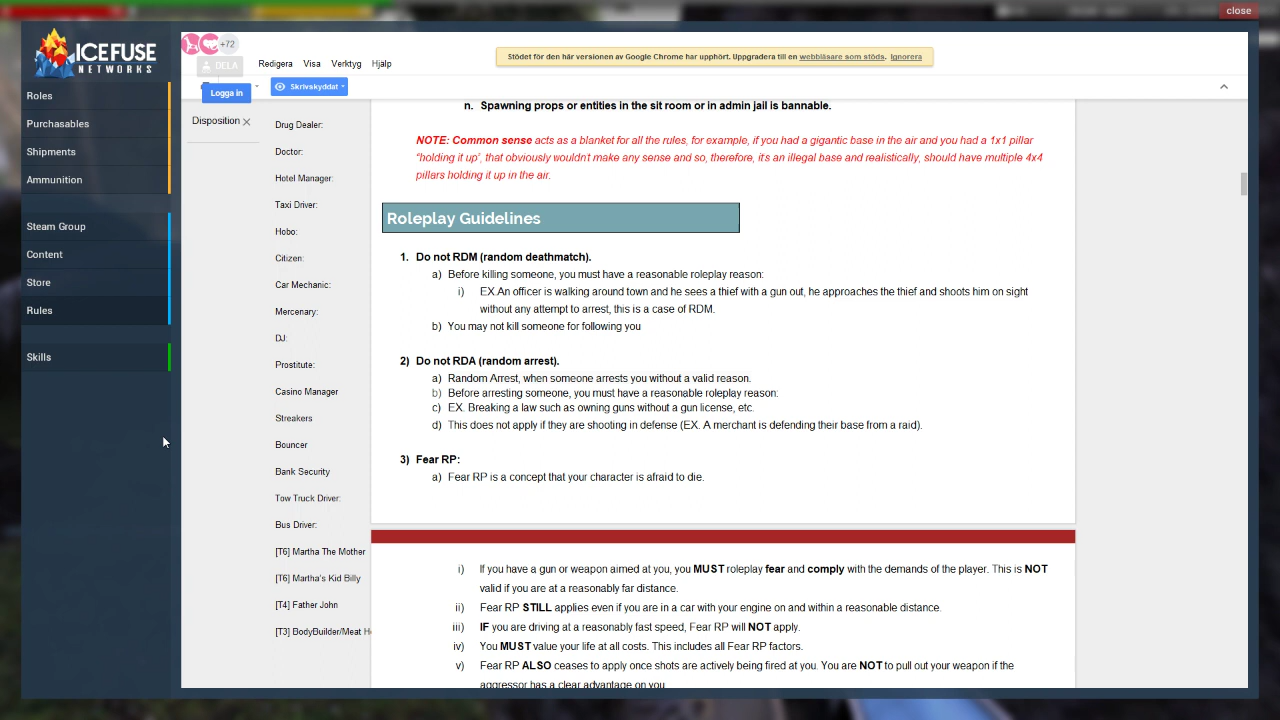 close
ICEFUSE
NETWORKS
Roles
Purchasables
Shipments
Ammunition
Steam Group
Content
Store
Rules
Skills
+72
DELA
Logga in
Redigera Visa Verktyg Hjälp
Skrivskyddat
Stödet för den här versionen av Google Chrome har upphört. Uppgradera till en webbläsare som stöds. Ignorera
Disposition
Drug Dealer:
Doctor:
Hotel Manager:
Taxi Driver:
Hobo:
Citizen:
Car Mechanic:
Mercenary:
DJ:
Prostitute:
Casino Manager
Streakers
Bouncer
Bank Security
Tow Truck Driver:
Bus Driver:
[T6] Martha The Mother
[T6] Martha's Kid Billy
[T4] Father John
[T3] BodyBuilder/Meat
n. Spawning props or entities in the sit room or in admin jail is bannable.
NOTE: Common sense acts as a blanket for all the rules, for example, if you had a gigantic base in the air and you had a 1x1 pillar
"holding it up", that obviously wouldn't make any sense and so, therefore, it's an illegal base and realistically, should have multiple 4x4
pillars holding it up in the air.
Roleplay Guidelines
1. Do not RDM (random deathmatch).
a) Before killing someone, you must have a reasonable roleplay reason:
i) EX.An officer is walking around town and he sees a thief with a gun out, he approaches the thief and shoots him on sight
without any attempt to arrest, this is a case of RDM.
b) You may not kill someone for following you
2) Do not RDA (random arrest).
a) Random Arrest, when someone arrests you without a valid reason.
b) Before arresting someone, you must have a reasonable roleplay reason:
c) EX. Breaking a law such as owning guns without a gun license, etc.
d) This does not apply if they are shooting in defense (EX. A merchant is defending their base from a raid).
3) Fear RP:
a) Fear RP is a concept that your character is afraid to die.
i) If you have a gun or weapon aimed at you, you MUST roleplay fear and comply with the demands of the player. This is NOT
valid if you are at a reasonably far distance.
ii) Fear RP STILL applies even if you are in a car with your engine on and within a reasonable distance.
iii) IF you are driving at a reasonably fast speed, Fear RP will NOT apply.
iv) You MUST value your life at all costs. This includes all Fear RP factors.
v) Fear RP ALSO ceases to apply once shots are actively being fired at you. You are NOT to pull out your weapon if the
aggressor has a clear advantage on you